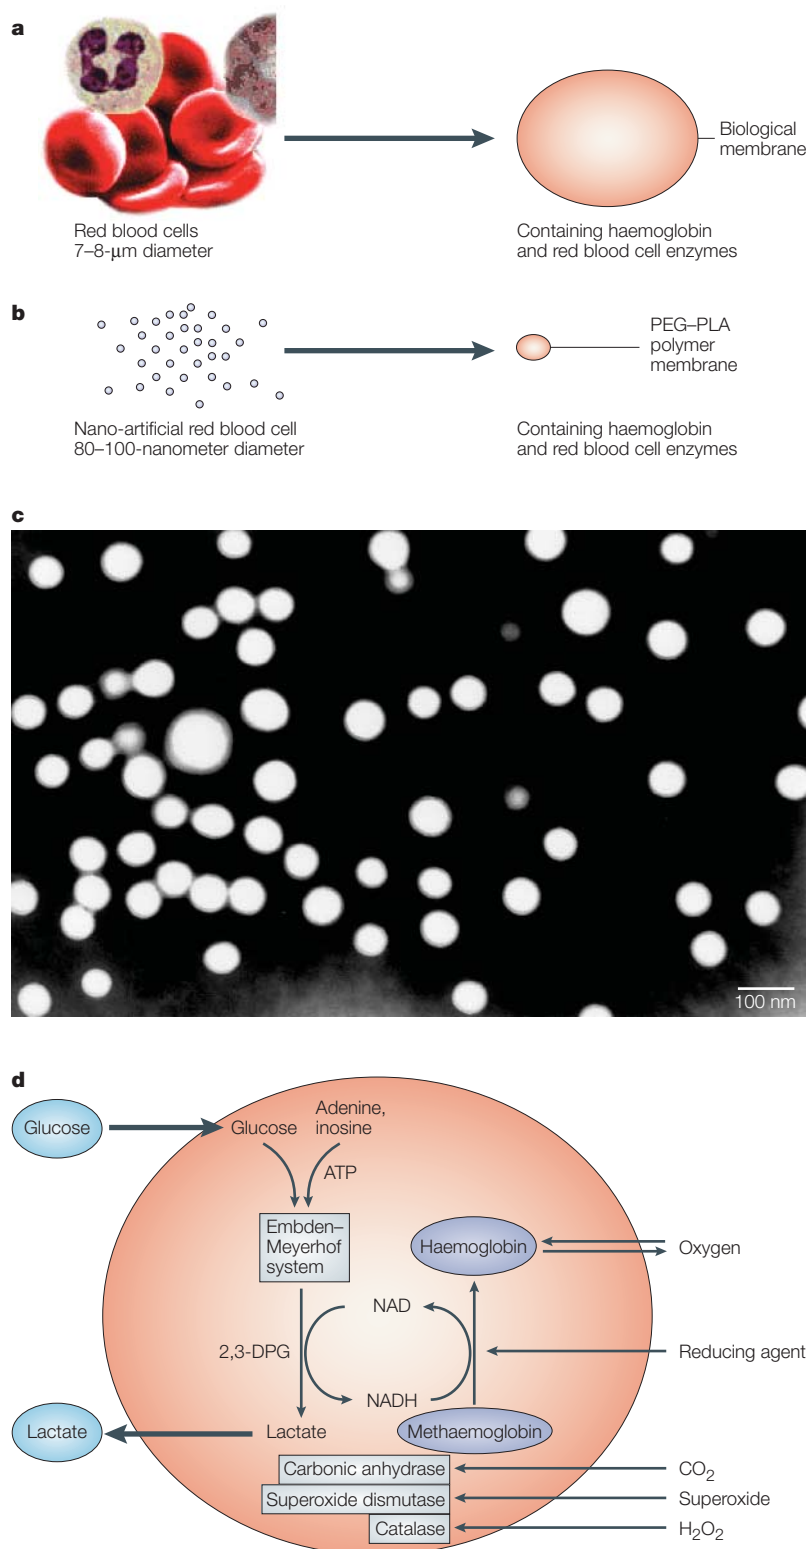 a
Biological
membrane
Red blood cells
7–8-μm diameter
Containing haemoglobin
and red blood cell enzymes
b
PEG–PLA
polymer
membrane
Nano-artificial red blood cell
80–100-nanometer diameter
Containing haemoglobin
and red blood cell enzymes
c
100 nm
d
Glucose
Glucose
Adenine,
inosine
ATP
Embden–
Meyerhof
system
Haemoglobin
Oxygen
NAD
2,3-DPG
Reducing agent
NADH
Lactate
Lactate
Methaemoglobin
Carbonic anhydrase
CO₂
Superoxide dismutase
Superoxide
Catalase
H₂O₂